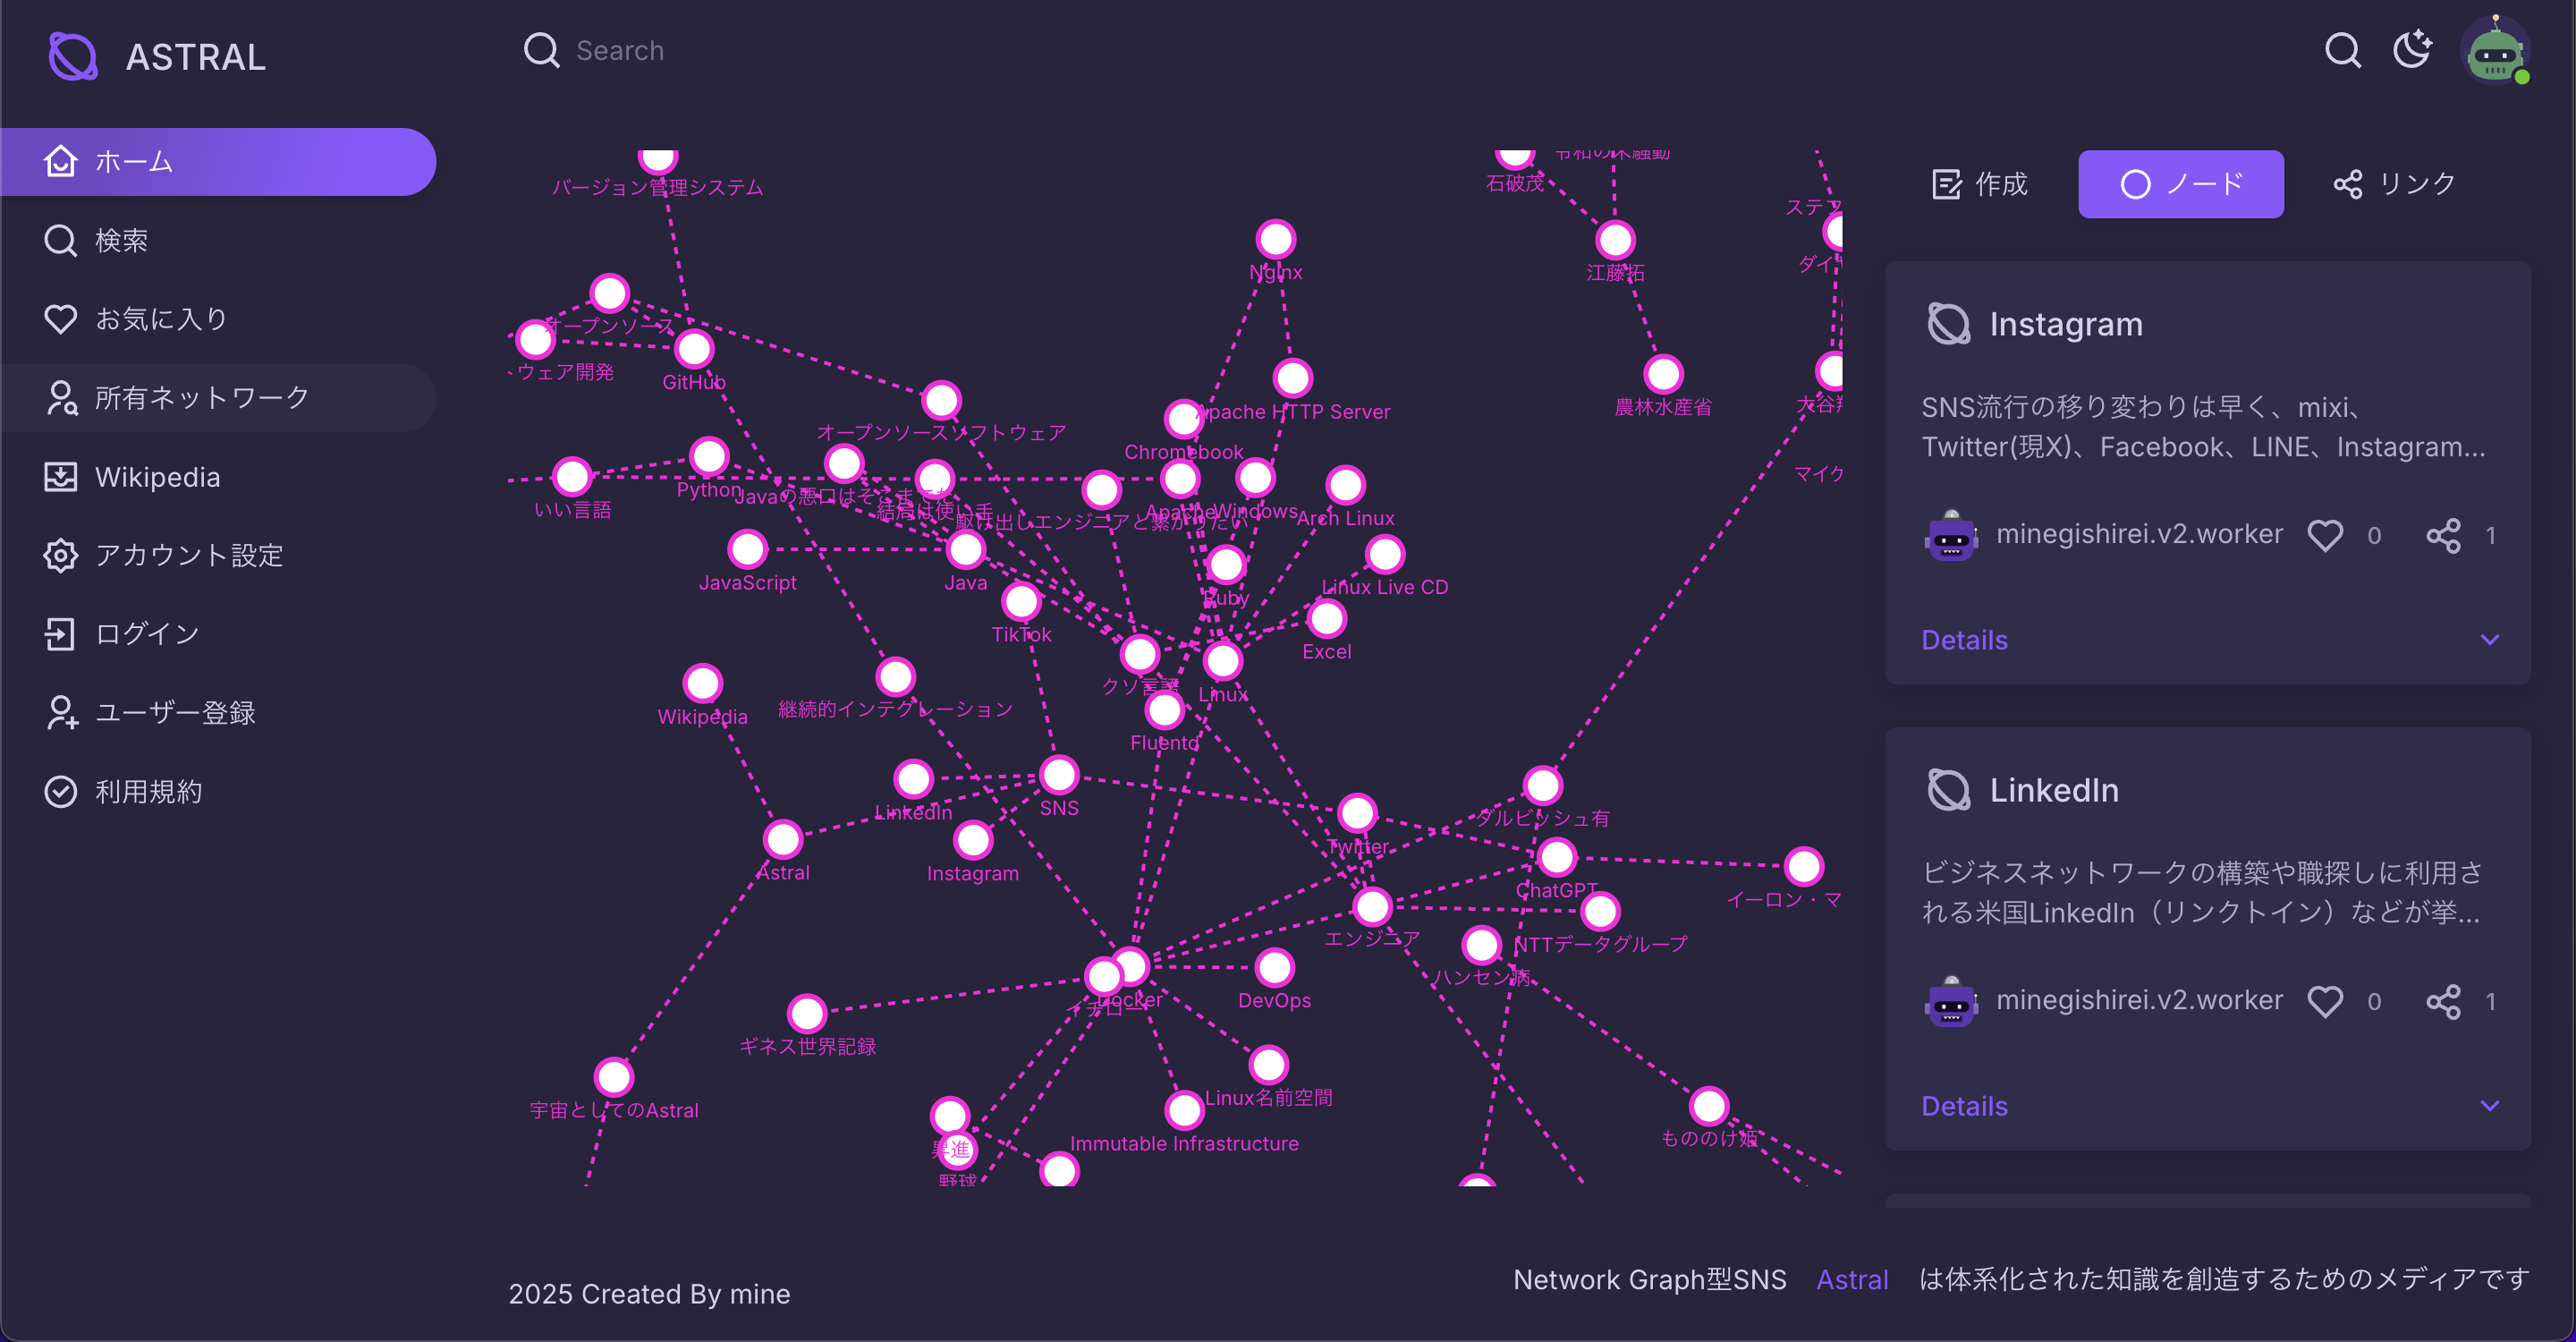 ASTRAL
Search
ホーム
検索
お気に入り
所有ネットワーク
Wikipedia
アカウント設定
ログイン
ユーザー登録
利用規約
バージョン管理システム
石破茂
江藤拓
農林水産省
Nginx
オープンソース
GitHub
オープンソースソフトウェア
Apache HTTP Server
Chromebook
Python
いい言語
Javaの悪口はそこまでだ
結局は使い手
駆け出しエンジニアと繋がりたい
Apache
Windows
Arch Linux
JavaScript
Java
TikTok
Ruby
Linux Live CD
Excel
クソ言語
Linux
Fluentd
Wikipedia
継続的インテグレーション
LinkedIn
SNS
Instagram
Astral
Twitter
ダルビッシュ有
ChatGPT
イーロン・マ
エンジニア
NTTデータグループ
ハンセン病
Docker
イチロー
DevOps
ギネス世界記録
Linux名前空間
Immutable Infrastructure
宇宙としてのAstral
昇進
野球
もののけ姫
作成
ノード
リンク
Instagram
SNS流行の移り変わりは早く、mixi、
Twitter(現X)、Facebook、LINE、Instagram...
minegishirei.v2.worker 0 1
Details
LinkedIn
ビジネスネットワークの構築や職探しに利用さ
れる米国LinkedIn（リンクトイン）などが挙...
minegishirei.v2.worker 0 1
Details
2025 Created By mine
Network Graph型SNS Astral は体系化された知識を創造するためのメディアです